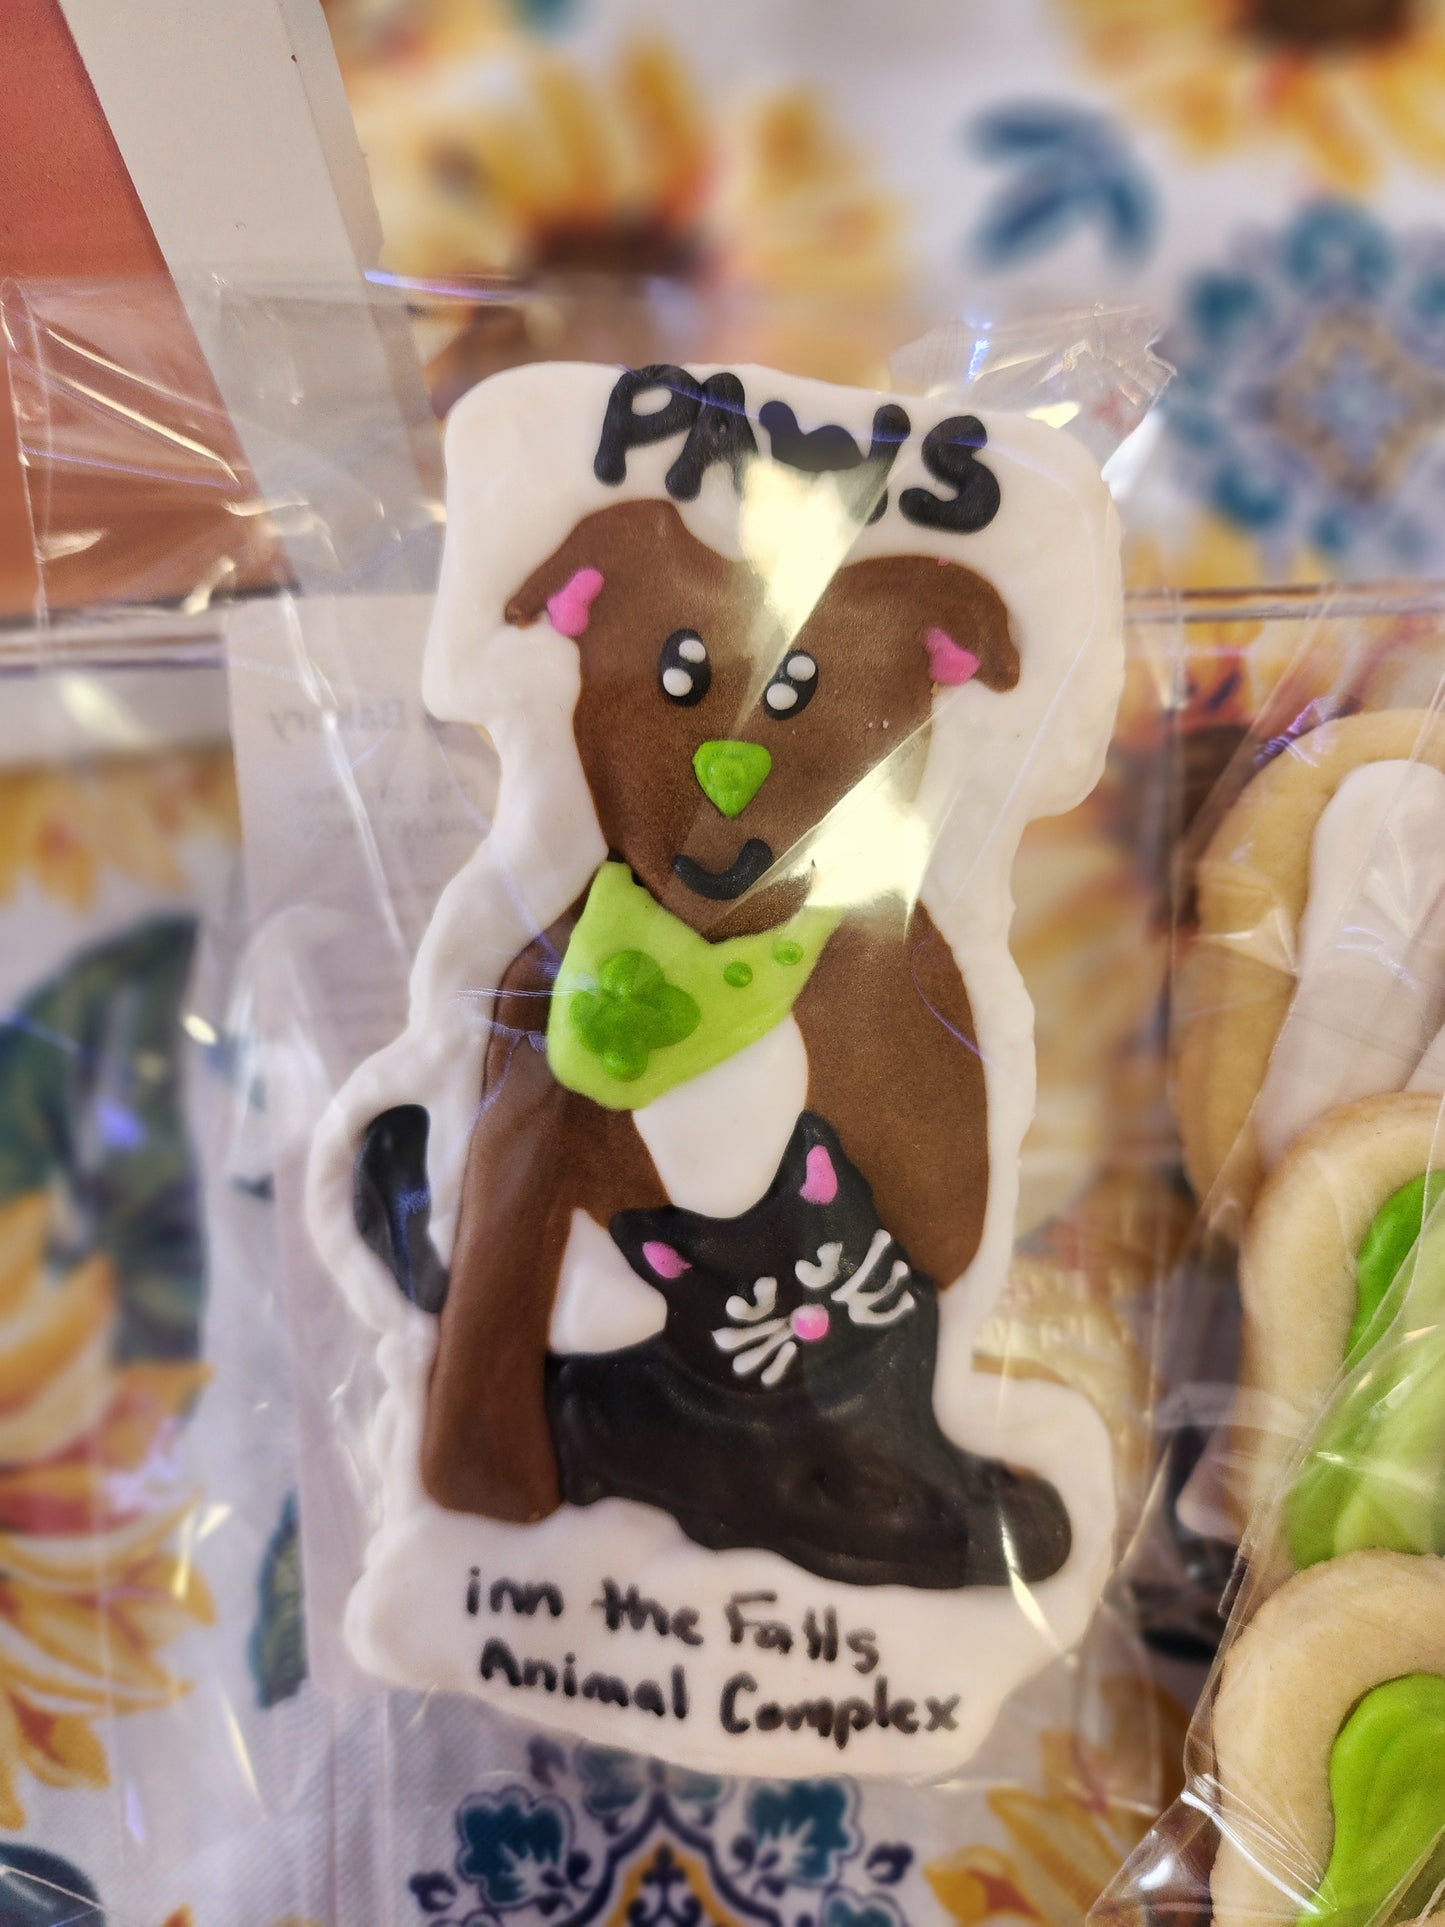 PAWS
inn the Falls
Animal Complex